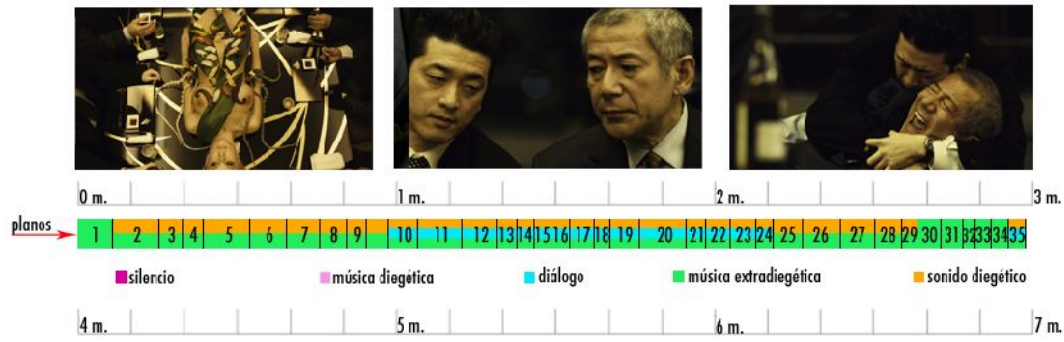 0 m. 1 m. 2 m. 3 m.
planos
1 2 3 4 5 6 7 8 9 10 11 12 13 14 15 16 17 18 19 20 21 22 23 24 25 26 27 28 29 30 31 32 33 34 35
silencio música diegética diálogo música extradiegética sonido diegético
4 m. 5 m. 6 m. 7 m.